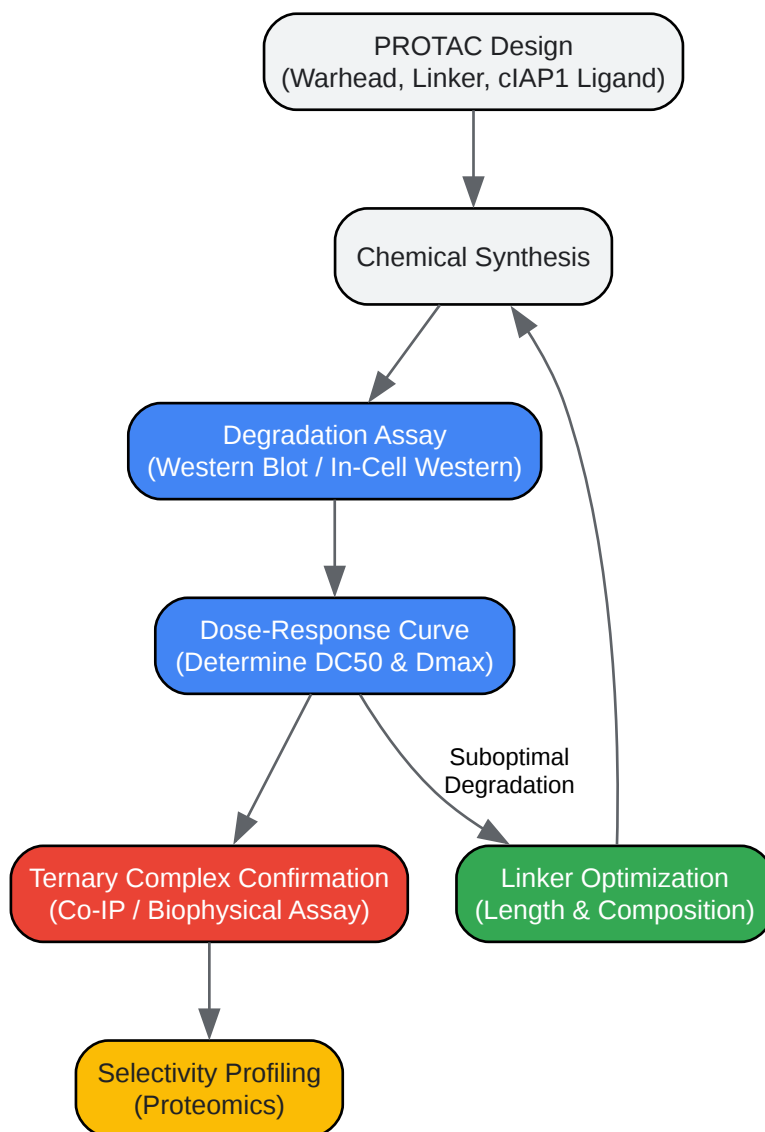 PROTAC Design
(Warhead, Linker, cIAP1 Ligand)
Chemical Synthesis
Degradation Assay
(Western Blot / In-Cell Western)
Dose-Response Curve
(Determine DC50 & Dmax)
Suboptimal
Degradation
Ternary Complex Confirmation
(Co-IP / Biophysical Assay)
Linker Optimization
(Length & Composition)
Selectivity Profiling
(Proteomics)